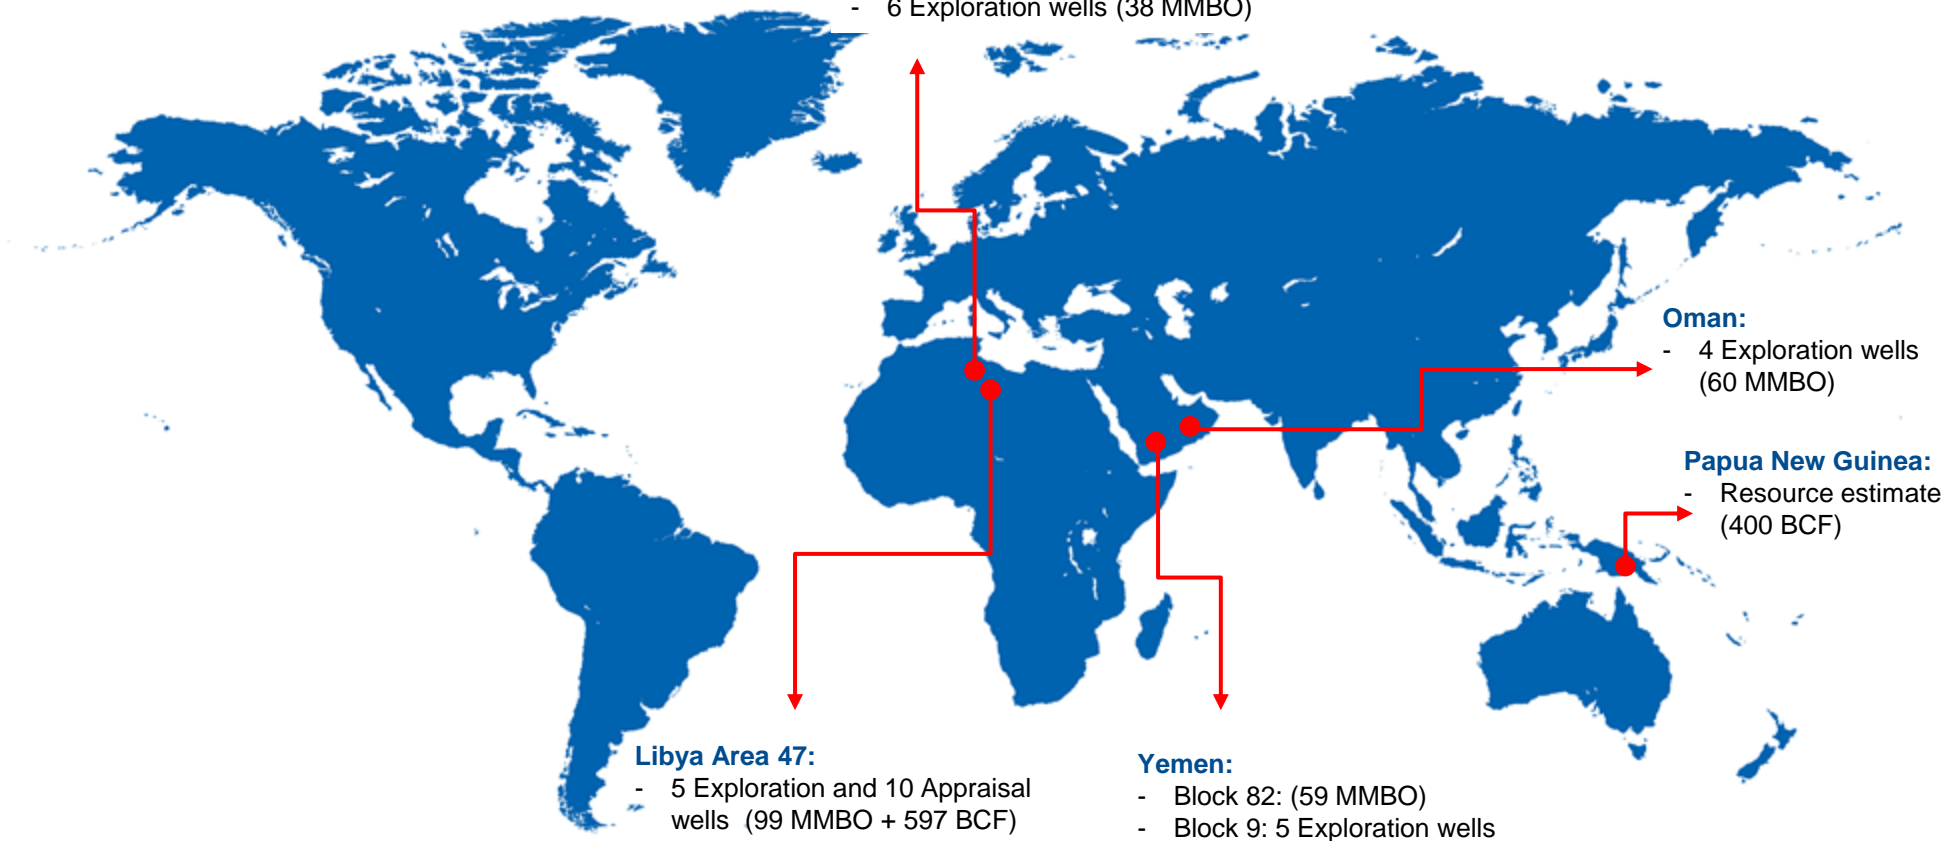 - 6 Exploration wells (38 MMBO)
Oman:
- 4 Exploration wells
(60 MMBO)
Papua New Guinea:
- Resource estimate
(400 BCF)
Libya Area 47:
- 5 Exploration and 10 Appraisal
wells (99 MMBO + 597 BCF)
Yemen:
- Block 82: (59 MMBO)
- Block 9: 5 Exploration wells